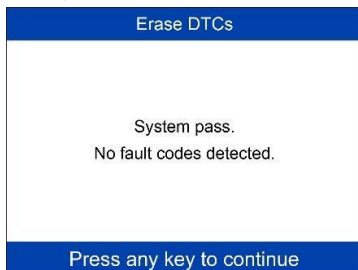 Erase DTCs
System pass.
No fault codes detected.
Press any key to continue